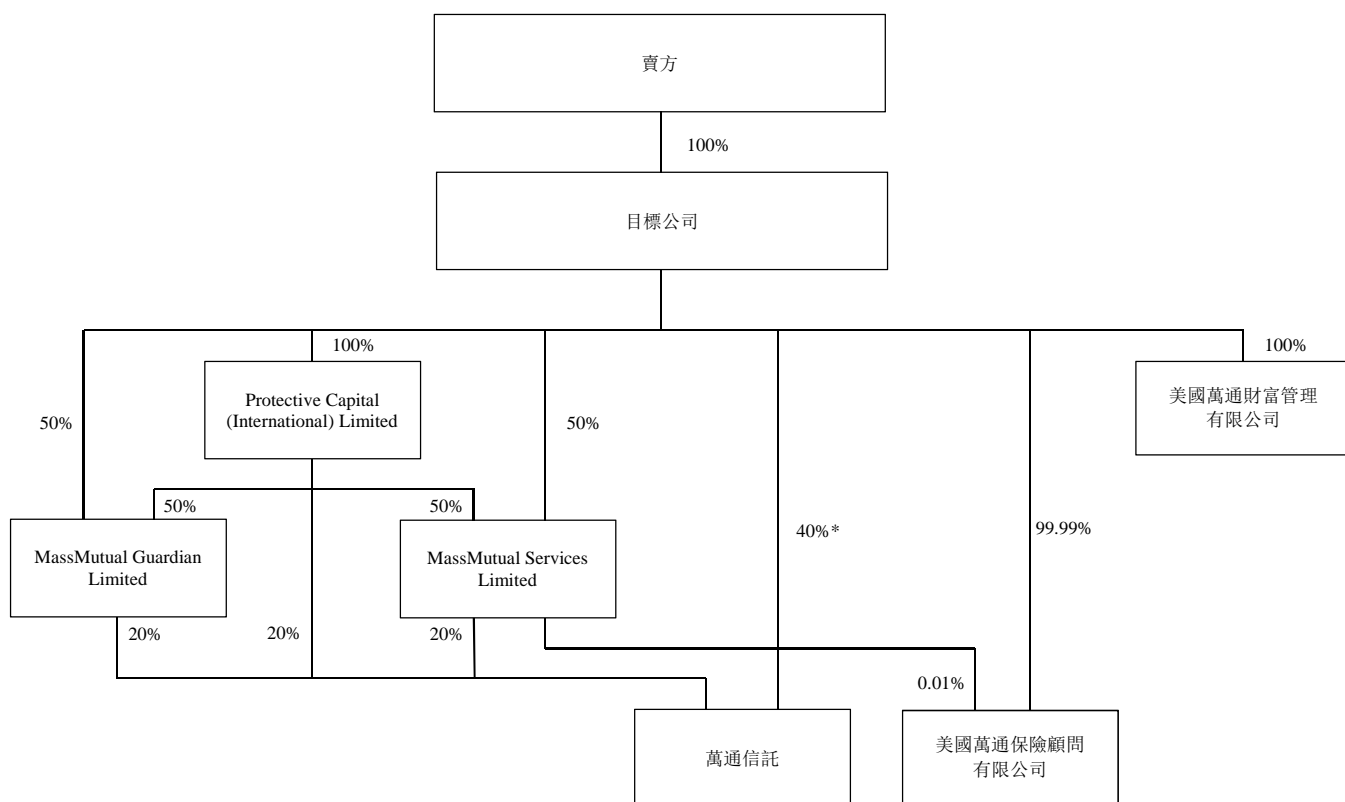 賣方
100%
目標公司
100%
100%
Protective Capital
(International) Limited
美國萬通財富管理
有限公司
50%
50%
50%
50%
40%*
99.99%
MassMutual Guardian
Limited
MassMutual Services
Limited
20%
20%
20%
0.01%
萬通信託
美國萬通保險顧問
有限公司